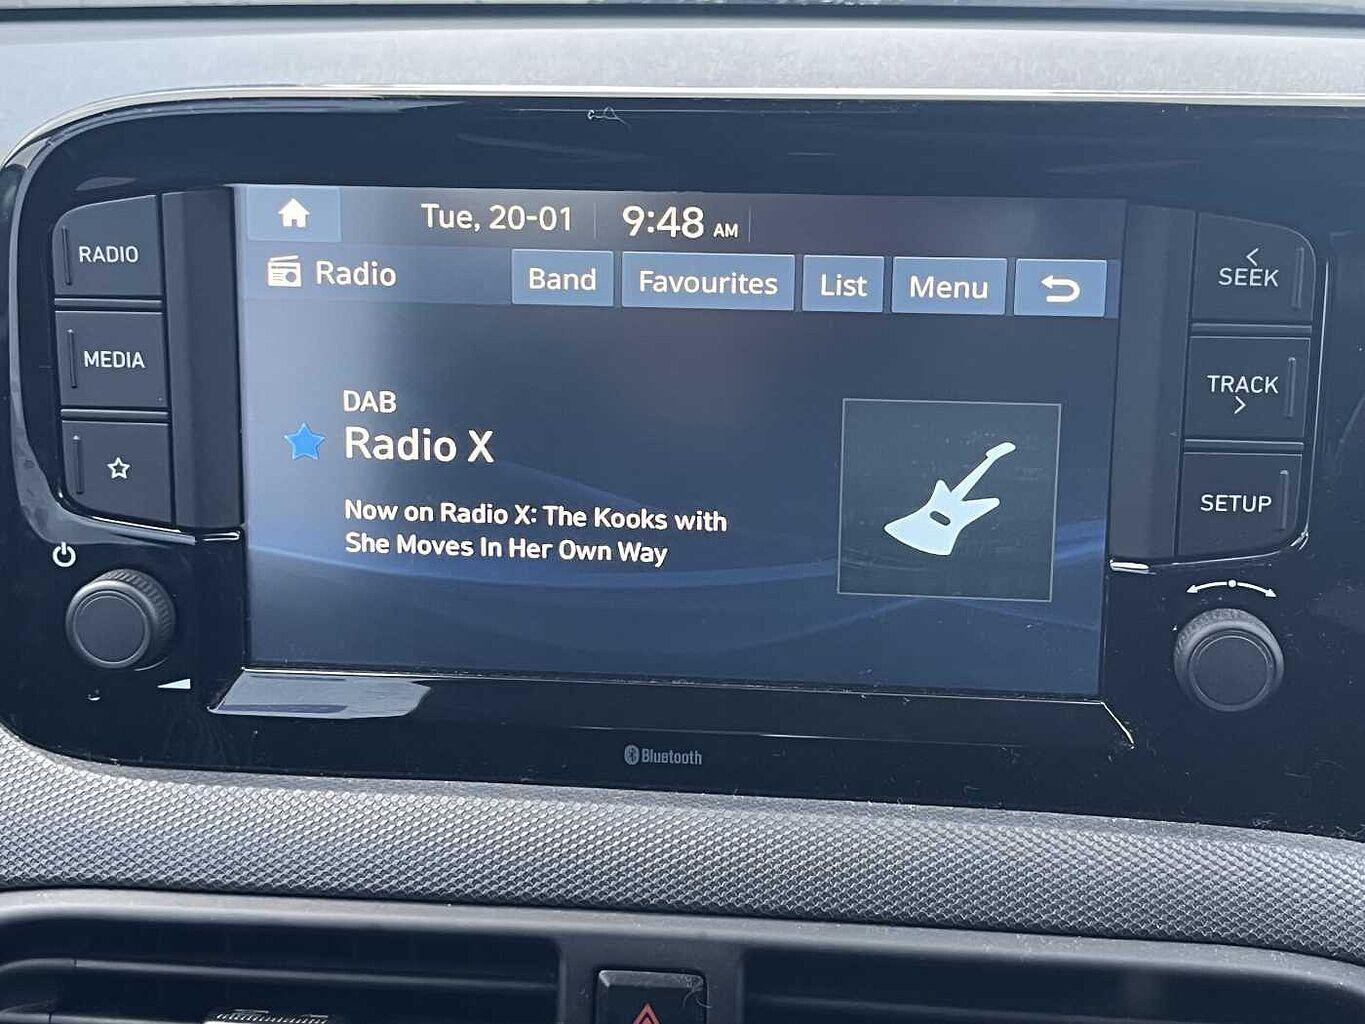 Tue, 20-01 9:48 AM
Radio Band Favourites List Menu
DAB
Radio X
Now on Radio X: The Kooks with
She Moves In Her Own Way
RADIO
MEDIA
SEEK
TRACK
SETUP
Bluetooth